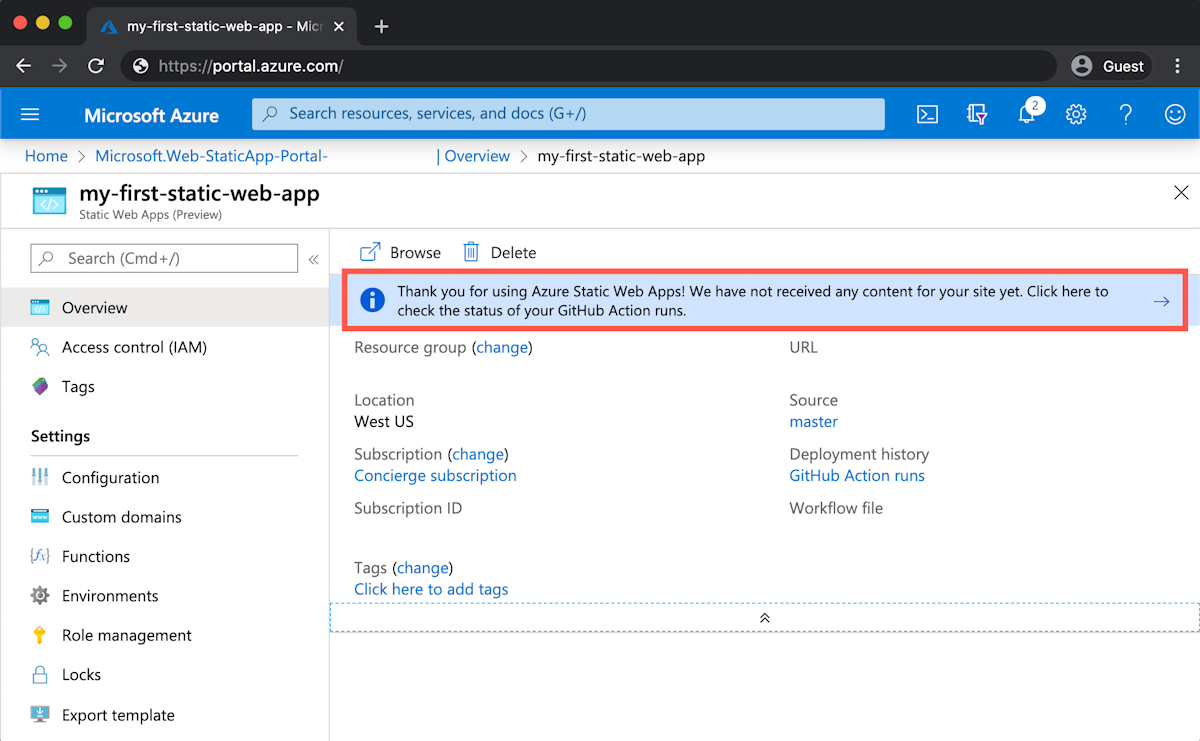 my-first-static-web-app - Micr
https://portal.azure.com/
Guest
Microsoft Azure
Search resources, services, and docs (G+/)
2
Home > Microsoft.Web-StaticApp-Portal- | Overview > my-first-static-web-app
my-first-static-web-app
Static Web Apps (Preview)
Search (Cmd+/)
Overview
Access control (IAM)
Tags
Settings
Configuration
Custom domains
Functions
Environments
Role management
Locks
Export template
Browse
Delete
Thank you for using Azure Static Web Apps! We have not received any content for your site yet. Click here to
check the status of your GitHub Action runs.
Resource group (change)
URL
Location
West US
Source
master
Subscription (change)
Concierge subscription
Deployment history
GitHub Action runs
Subscription ID
Workflow file
Tags (change)
Click here to add tags